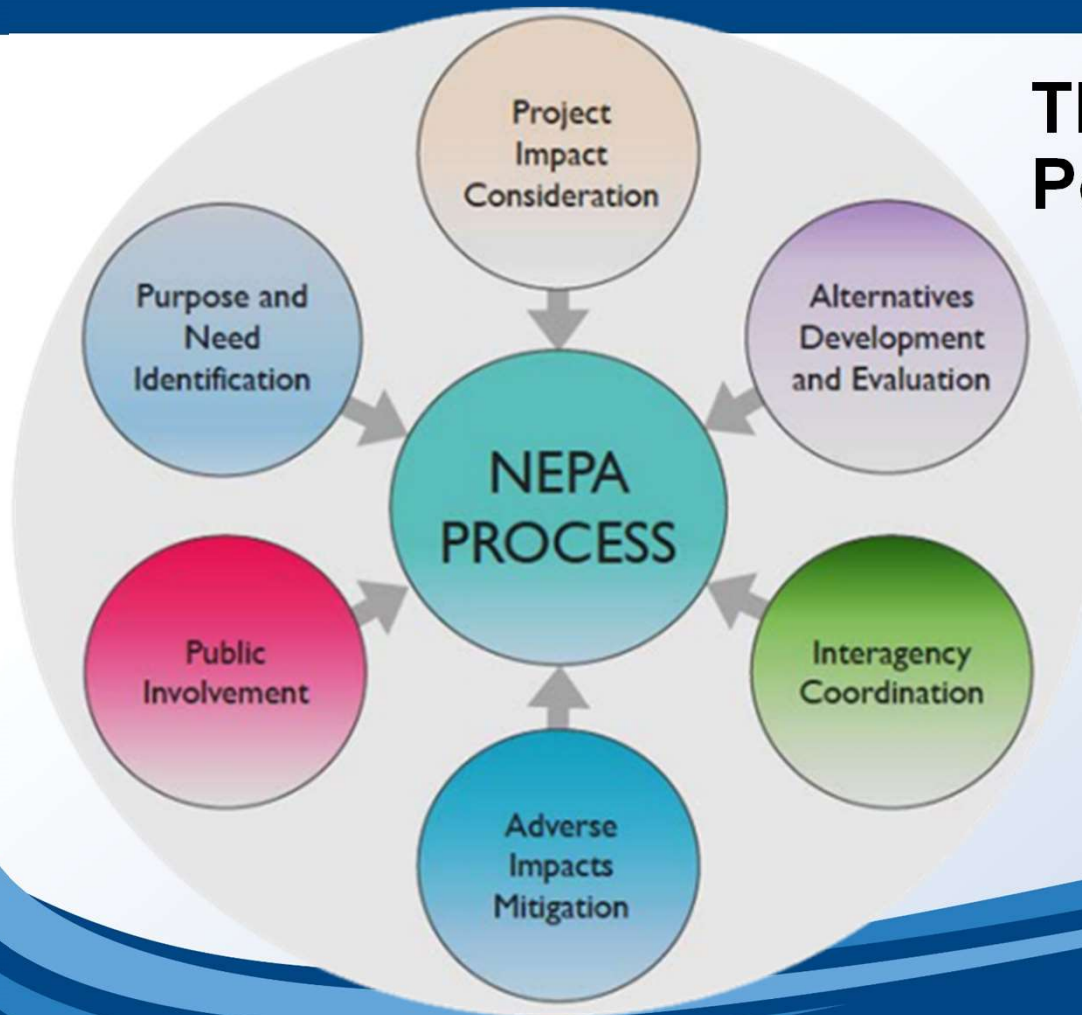 Project
Impact
Consideration
Purpose and
Need
Identification
Alternatives
Development
and Evaluation
NEPA
PROCESS
Public
Involvement
Interagency
Coordination
Adverse
Impacts
Mitigation